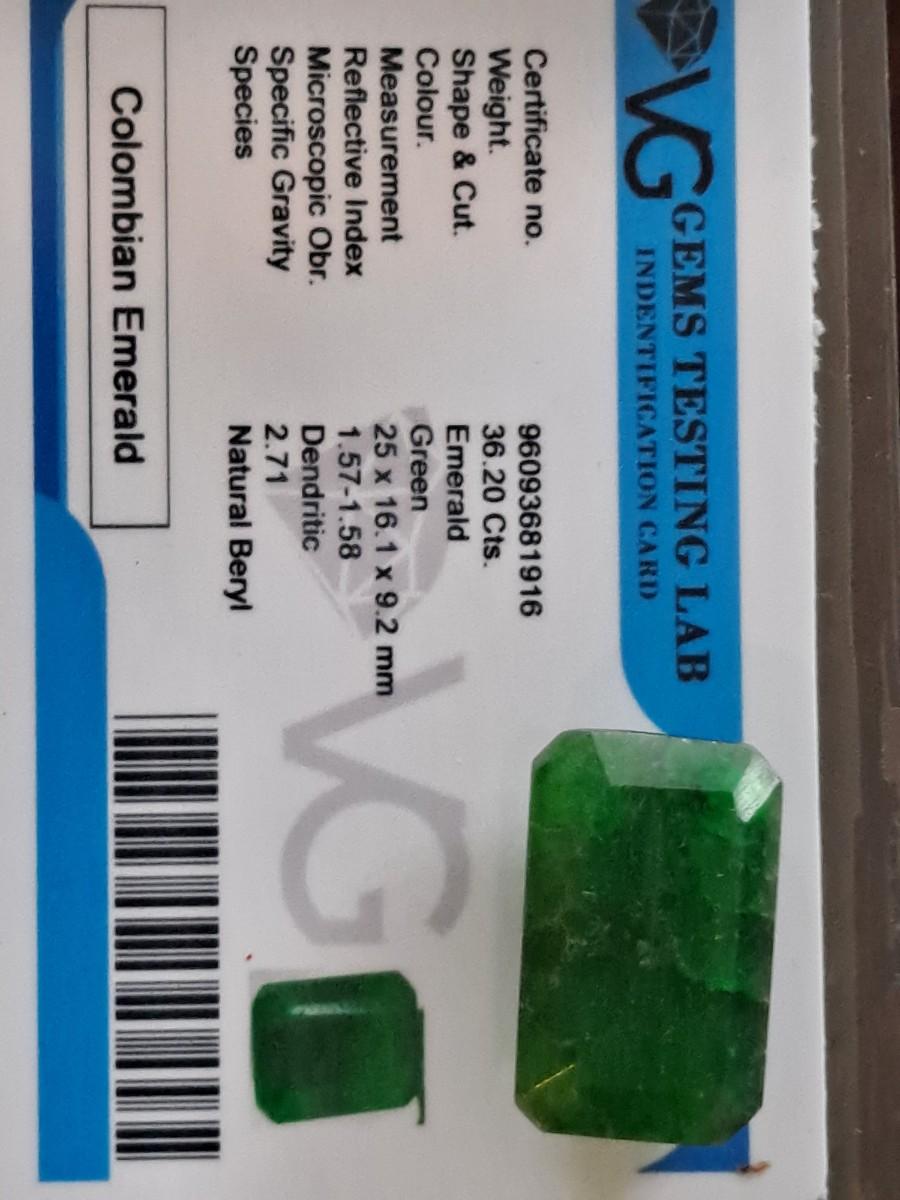 VG GEMS TESTING LAB
INDENTIFICATION CARD
Certificate no. 96093681916
Weight. 36.20 Cts.
Shape & Cut. Emerald
Colour. Green
Measurement 25 x 16.1 x 9.2 mm
Reflective Index 1.57-1.58
Microscopic Obr. Dendritic
Specific Gravity 2.71
Species Natural Beryl
VG
Colombian Emerald